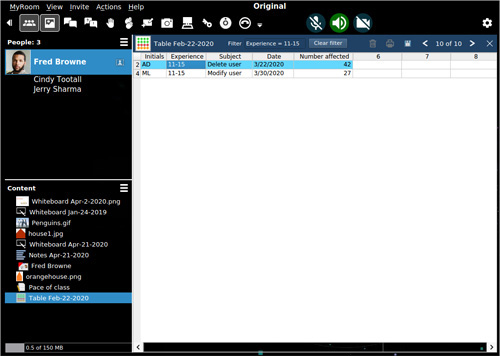 Original
MyRoom View Invite Actions Help
People: 3
Fred Browne
Cindy Tootall
Jerry Sharma
Content
Whiteboard Apr-2-2020.png
Whiteboard Jan-24-2019
Penguins.gif
house1.jpg
Whiteboard Apr-21-2020
Notes Apr-21-2020
Fred Browne
orangehouse.png
Pace of class
Table Feb-22-2020
0.5 of 150 MB
Table Feb-22-2020 Filter Experience = 11-15 Clear filter 10 of 10
Initials Experience Subject Date Number affected 6 7 8
2 AD 11-15 Delete user 3/22/2020 42
4 ML 11-15 Modify user 3/30/2020 27